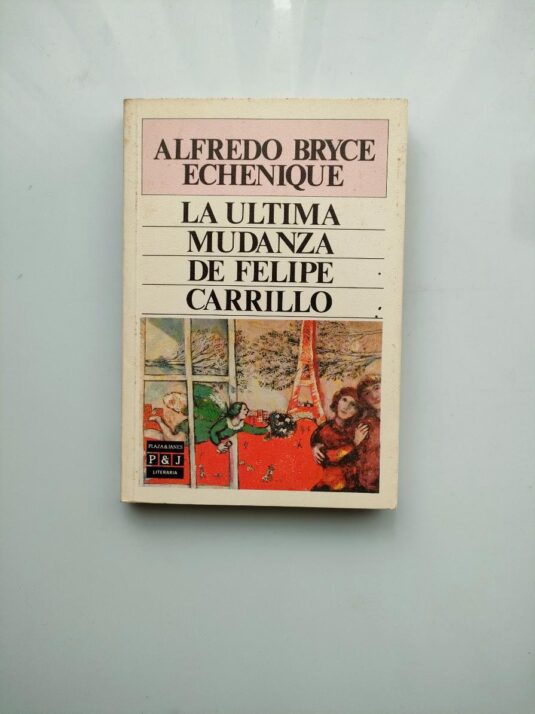 ALFREDO BRYCE
ECHENIQUE
LA ULTIMA
MUDANZA
DE FELIPE
CARRILLO
PLAZA & JANES
P & J
LITERARIA